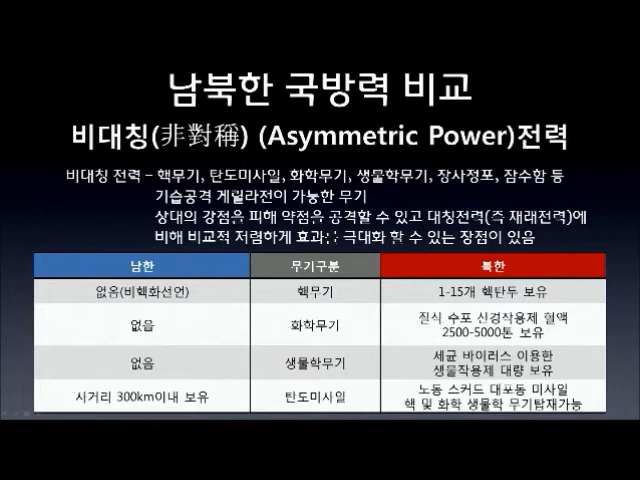 남북한 국방력 비교
비대칭(非對稱) (Asymmetric Power)전력
비대칭 전력 – 핵무기, 탄도미사일, 화학무기, 생물학무기, 장사정포, 잠수함 등
기습공격 게릴라전이 가능한 무기
상대의 강점을 피해 약점을 공격할 수 있고 대칭전력(즉 재래전력)에
비해 비교적 저렴하게 효과를 극대화 할 수 있는 장점이 있음
남한 무기구분 북한
없음(비핵화선언) 핵무기 1-15개 핵탄두 보유
없음 화학무기 질식 수포 신경작용제 혈액
2500-5000톤 보유
없음 생물학무기 세균 바이러스 이용한
생물작용제 대량 보유
사거리 300km이내 보유 탄도미사일 노동 스커드 대포동 미사일
핵 및 화학 생물학 무기탑재가능